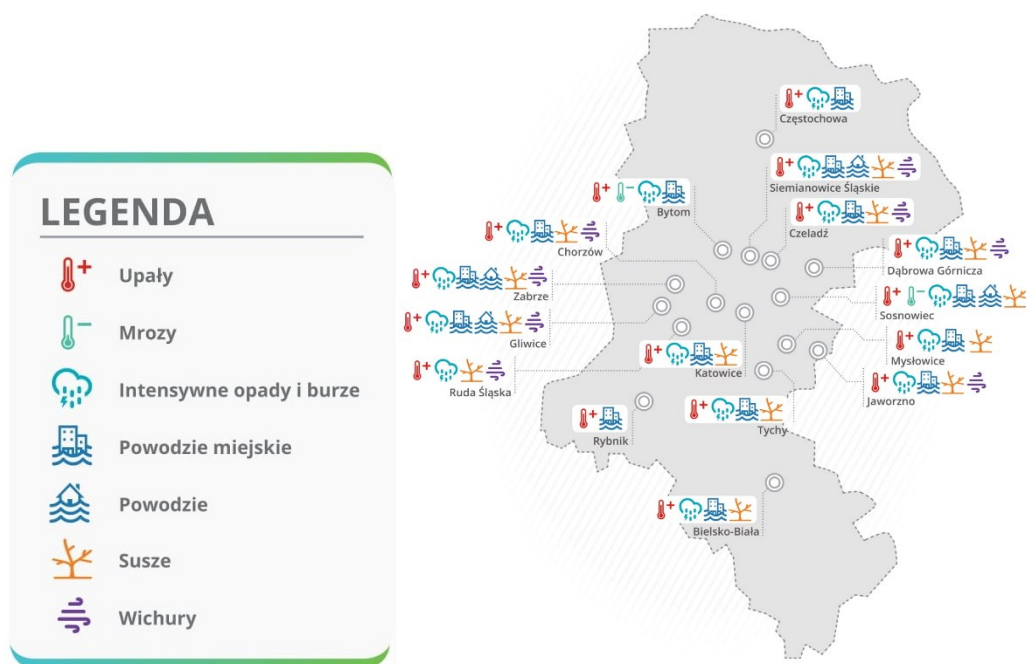 LEGENDA
Upały
Mrozy
Intensywne opady i burze
Powodzie miejskie
Powodzie
Susze
Wichury
Częstochowa
Siemianowice Śląskie
Bytom
Czeladź
Chorzów
Dąbrowa Górnicza
Zabrze
Sosnowiec
Gliwice
Mysłowice
Katowice
Ruda Śląska
Jaworzno
Tychy
Rybnik
Bielsko-Biała